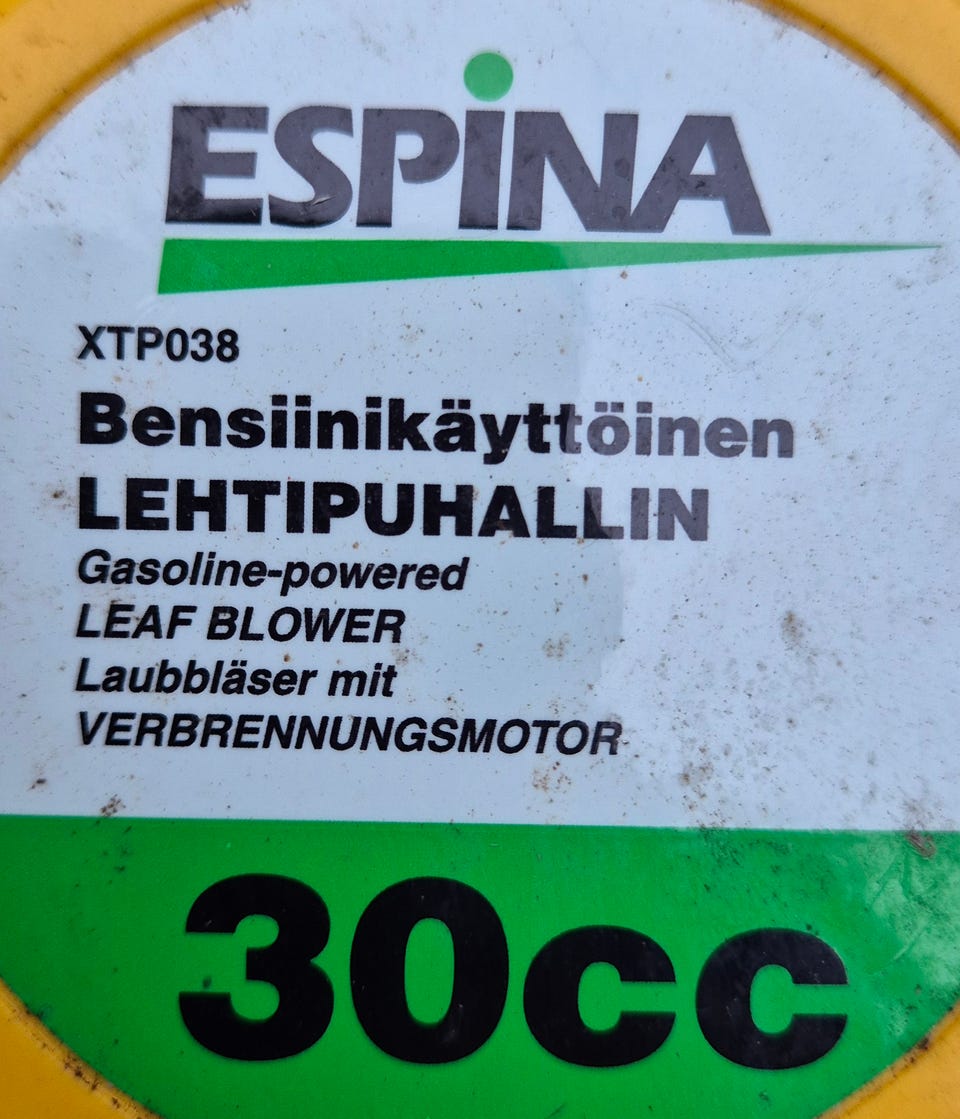 ESPiNA
XTP038
Bensiinikäyttöinen
LEHTIPUHALLIN
Gasoline-powered
LEAF BLOWER
Laubbläser mit
VERBRENNUNGSMOTOR
30cc